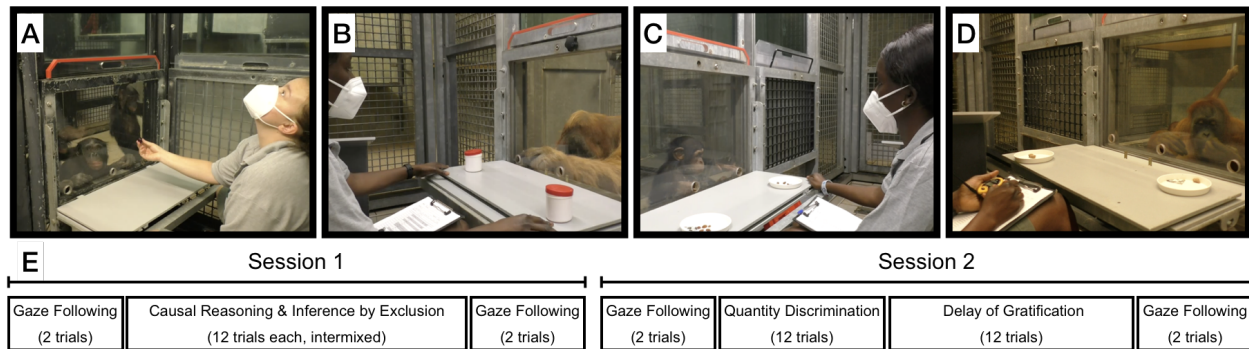 A
B
C
D
E
Session 1
Session 2
Gaze Following
(2 trials)
Causal Reasoning & Inference by Exclusion
(12 trials each, intermixed)
Gaze Following
(2 trials)
Gaze Following
(2 trials)
Quantity Discrimination
(12 trials)
Delay of Gratification
(12 trials)
Gaze Following
(2 trials)